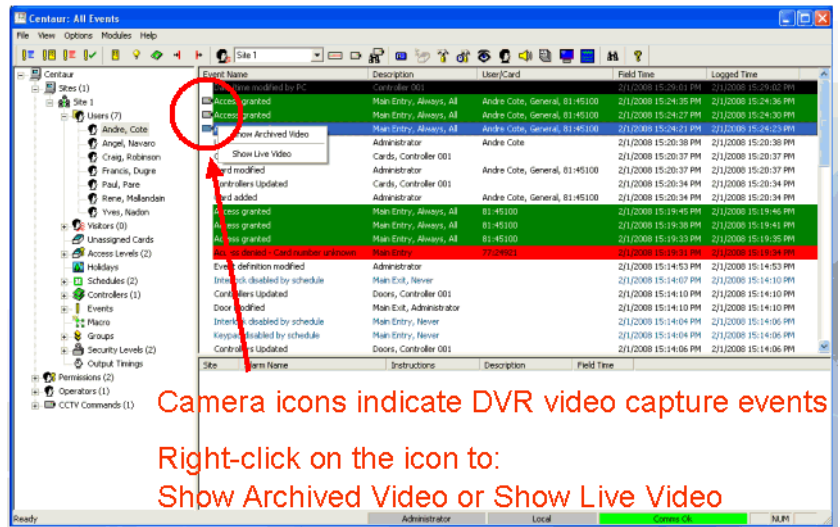 Centaur: All Events
File View Options Modules Help
Site 1
Centaur
Sites (1)
Site 1
Users (7)
Andre, Cote
Angel, Navaro
Craig, Robinson
Francis, Dugre
Paul, Pare
Rene, Mallandain
Yves, Nadon
Visitors (0)
Unassigned Cards
Access Levels (2)
Holidays
Schedules (2)
Controllers (1)
Events
Macro
Groups
Security Levels (2)
Output Timings
Permissions (2)
Operators (1)
CCTV Commands (1)
Event Name Description User/Card Field Time Logged Time
time modified by PC Controller 001 2/1/2008 15:29:01 PM 2/1/2008 15:29:02 PM
Access granted Main Entry, Always, All Andre Cote, General, 81:45100 2/1/2008 15:24:35 PM 2/1/2008 15:24:36 PM
Access granted Main Entry, Always, All Andre Cote, General, 81:45100 2/1/2008 15:24:27 PM 2/1/2008 15:24:30 PM
Main Entry, Always, All Andre Cote, General, 81:45100 2/1/2008 15:24:21 PM 2/1/2008 15:24:23 PM
Show Archived Video
Show Live Video
Administrator Andre Cote 2/1/2008 15:20:38 PM 2/1/2008 15:20:38 PM
Cards, Controller 001 2/1/2008 15:20:37 PM 2/1/2008 15:20:37 PM
Card modified Administrator Andre Cote, General, 81:45100 2/1/2008 15:20:37 PM 2/1/2008 15:20:37 PM
Controllers Updated Cards, Controller 001 2/1/2008 15:20:34 PM 2/1/2008 15:20:34 PM
Card added Administrator Andre Cote, General, 81:45100 2/1/2008 15:20:34 PM 2/1/2008 15:20:34 PM
Access granted Main Entry, Always, All 81:45100 2/1/2008 15:19:45 PM 2/1/2008 15:19:46 PM
Access granted Main Entry, Always, All 81:45100 2/1/2008 15:19:38 PM 2/1/2008 15:19:41 PM
Access granted Main Entry, Always, All 81:45100 2/1/2008 15:19:33 PM 2/1/2008 15:19:35 PM
Access denied - Card number unknown Main Entry 77:29921 2/1/2008 15:19:31 PM 2/1/2008 15:19:34 PM
Event definition modified Administrator 2/1/2008 15:14:53 PM 2/1/2008 15:14:53 PM
Interlock disabled by schedule Main Exit, Never 2/1/2008 15:14:07 PM 2/1/2008 15:14:10 PM
Controllers Updated Doors, Controller 001 2/1/2008 15:14:10 PM 2/1/2008 15:14:10 PM
Door modified Main Exit, Administrator 2/1/2008 15:14:10 PM 2/1/2008 15:14:10 PM
Interlock disabled by schedule Main Entry, Never 2/1/2008 15:14:04 PM 2/1/2008 15:14:06 PM
Keypad disabled by schedule Main Entry, Never 2/1/2008 15:14:04 PM 2/1/2008 15:14:06 PM
Controllers Updated Doors, Controller 001 2/1/2008 15:14:06 PM 2/1/2008 15:14:06 PM
Site Alarm Name Instructions Description Field Time
Camera icons indicate DVR video capture events
Right-click on the icon to:
Show Archived Video or Show Live Video
Ready Administrator Local Comms Ok NUM